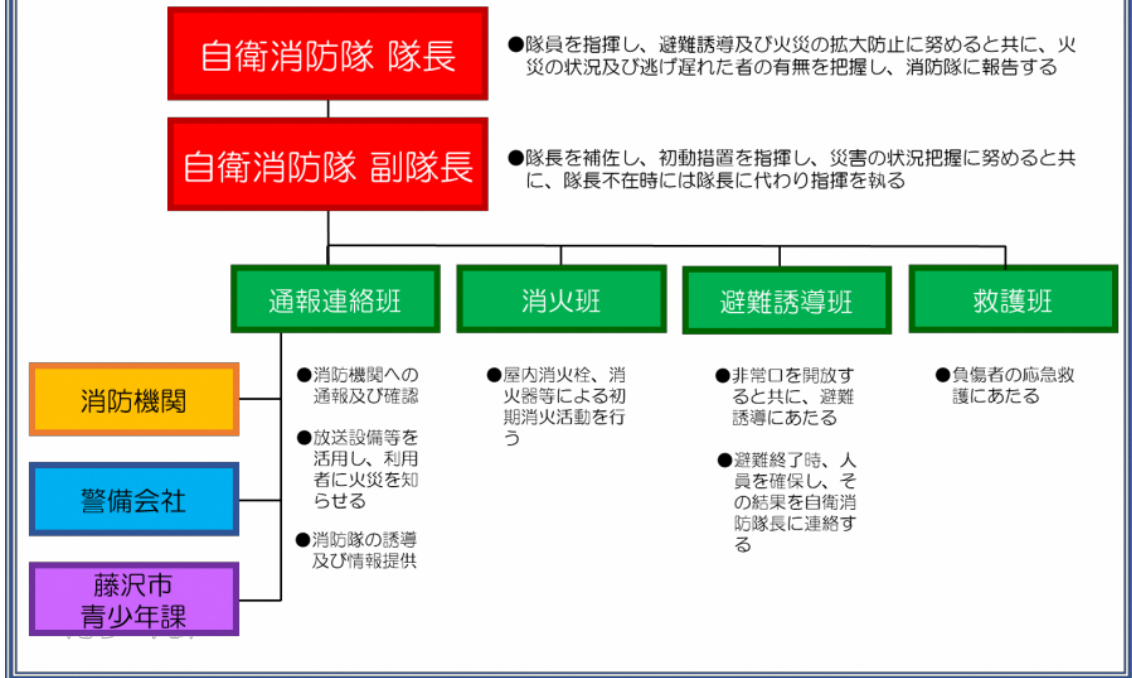 自衛消防隊 隊長
●隊員を指揮し、避難誘導及び火災の拡大防止に努めると共に、火
災の状況及び逃げ遅れた者の有無を把握し、消防隊に報告する
自衛消防隊 副隊長
●隊長を補佐し、初動措置を指揮し、災害の状況把握に努めると共
に、隊長不在時には隊長に代わり指揮を執る
通報連絡班
消火班
避難誘導班
救護班
消防機関
警備会社
藤沢市
青少年課
●消防機関への
通報及び確認
●放送設備等を
活用し、利用
者に火災を知
らせる
●消防隊の誘導
及び情報提供
●屋内消火栓、消
火器等による初
期消火活動を行
う
●非常口を開放す
ると共に、避難
誘導にあたる
●避難終了時、人
員を確保し、そ
の結果を自衛消
防隊長に連絡す
る
●負傷者の応急救
護にあたる